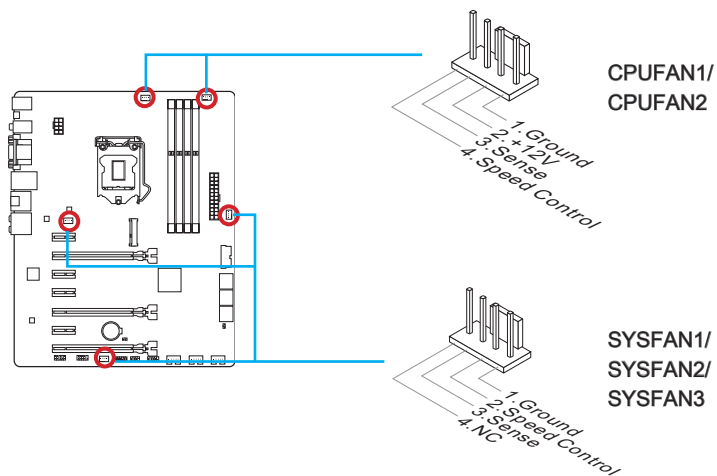 CPUFAN1/
CPUFAN2
1.Ground
2.+12V
3.Sense
4.Speed Control
SYSFAN1/
SYSFAN2/
SYSFAN3
1.Ground
2.Speed Control
3.Sense
4.NC